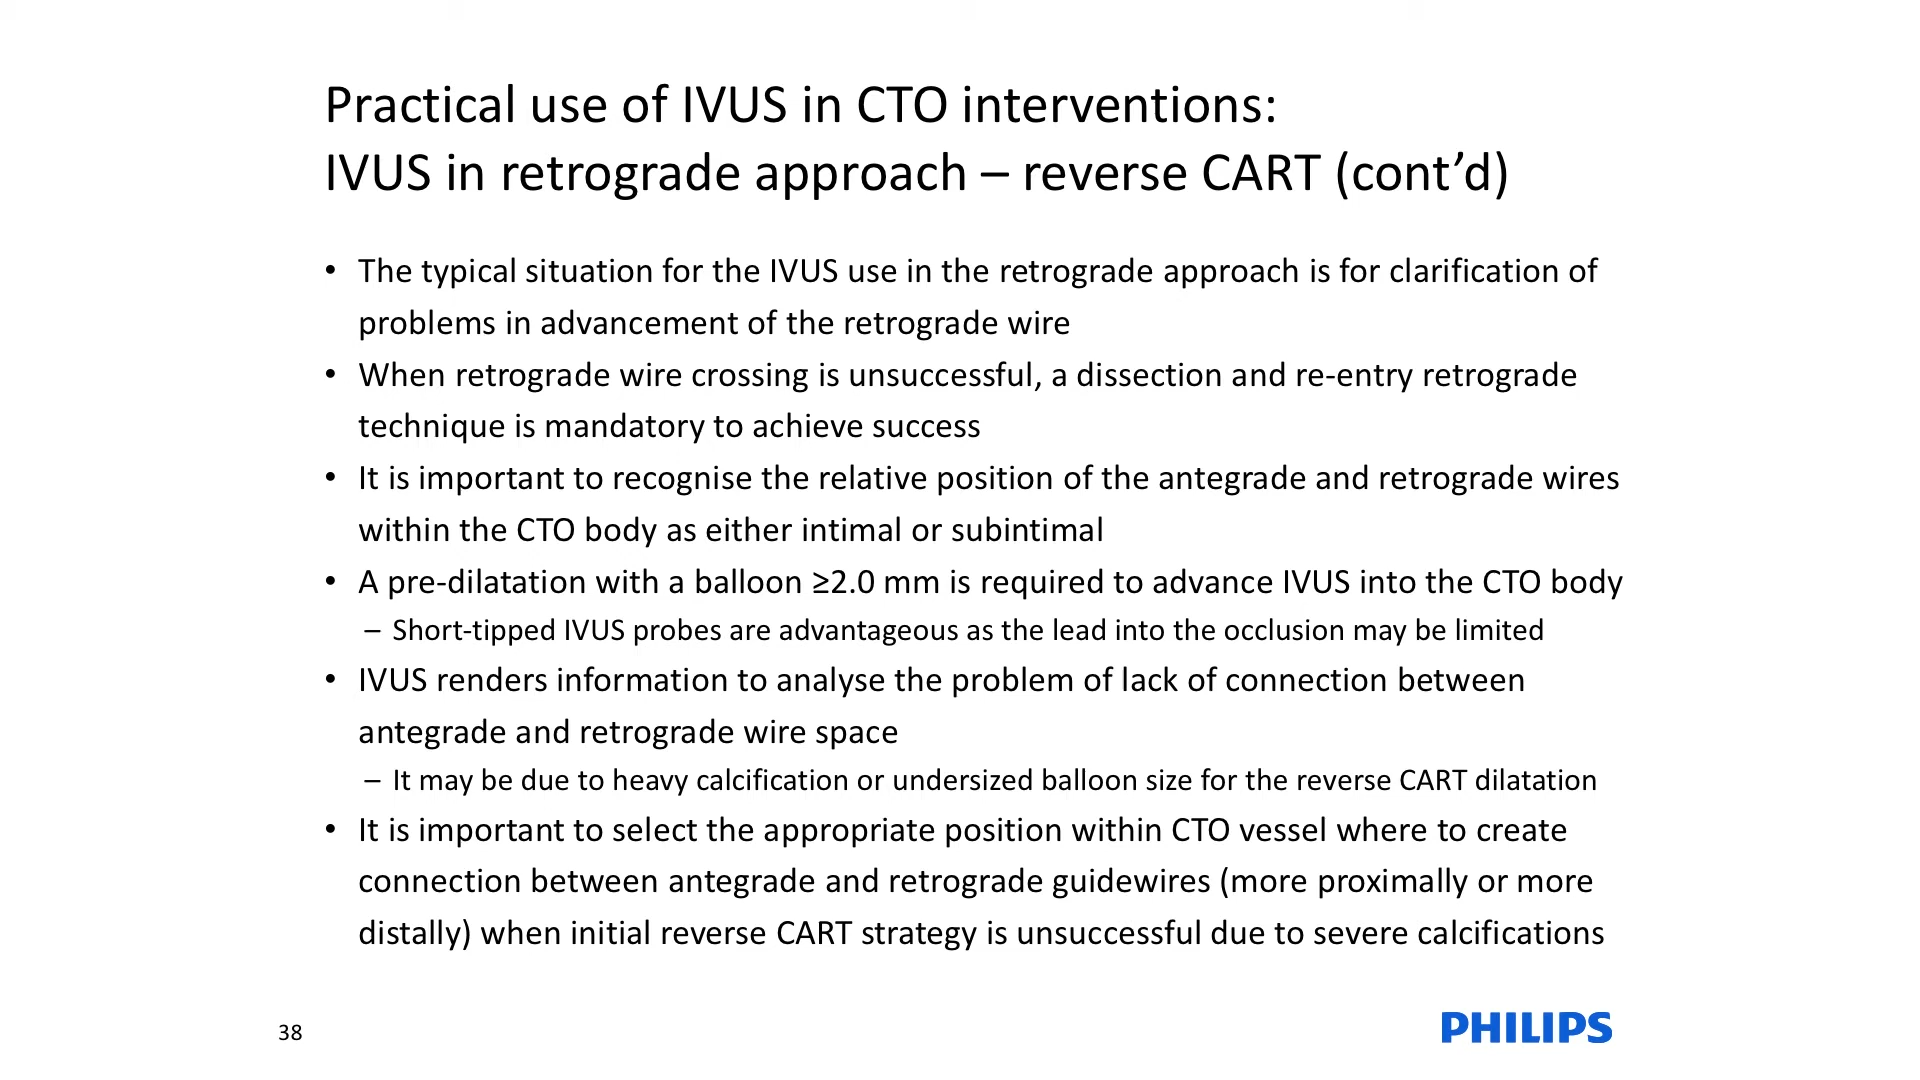 Practical use of IVUS in CTO interventions:
IVUS in retrograde approach – reverse CART (cont’d)
• The typical situation for the IVUS use in the retrograde approach is for clarification of
problems in advancement of the retrograde wire
• When retrograde wire crossing is unsuccessful, a dissection and re-entry retrograde
technique is mandatory to achieve success
• It is important to recognise the relative position of the antegrade and retrograde wires
within the CTO body as either intimal or subintimal
• A pre-dilatation with a balloon ≥2.0 mm is required to advance IVUS into the CTO body
– Short-tipped IVUS probes are advantageous as the lead into the occlusion may be limited
• IVUS renders information to analyse the problem of lack of connection between
antegrade and retrograde wire space
– It may be due to heavy calcification or undersized balloon size for the reverse CART dilatation
• It is important to select the appropriate position within CTO vessel where to create
connection between antegrade and retrograde guidewires (more proximally or more
distally) when initial reverse CART strategy is unsuccessful due to severe calcifications
38
PHILIPS